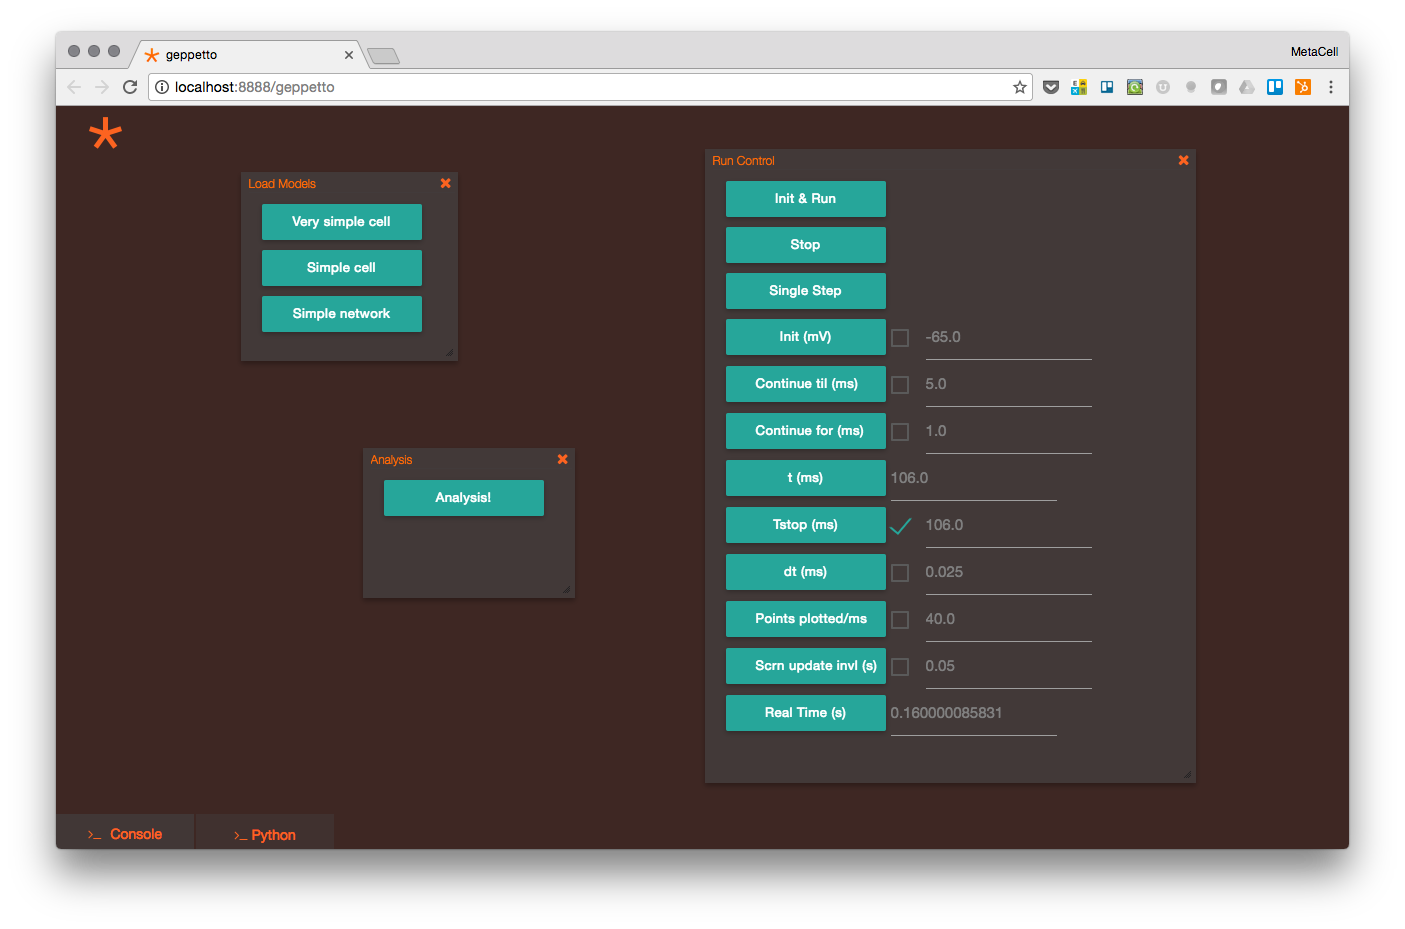 geppetto
MetaCell
localhost:8888/geppetto
Load Models
Very simple cell
Simple cell
Simple network
Analysis
Analysis!
Run Control
Init & Run
Stop
Single Step
Init (mV) -65.0
Continue til (ms) 5.0
Continue for (ms) 1.0
t (ms) 106.0
Tstop (ms) 106.0
dt (ms) 0.025
Points plotted/ms 40.0
Scrn update invl (s) 0.05
Real Time (s) 0.160000085831
>_ Console
>_ Python